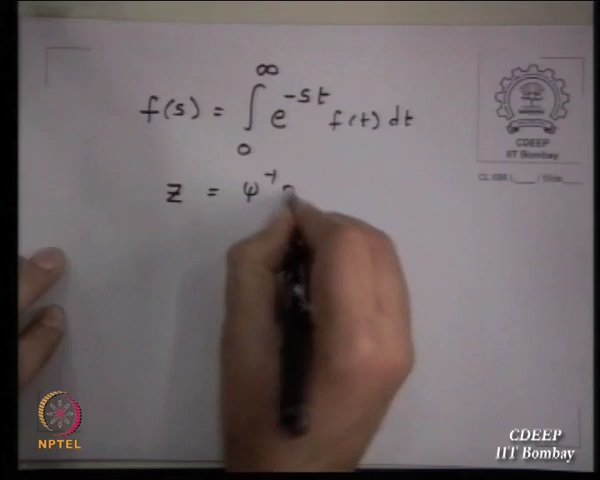 f(s) = ∫₀^∞ e^{-st} f(t) dt
z = ψ^{-1}
CDEEP
IIT Bombay
NPTEL
CDEEP
IIT Bombay